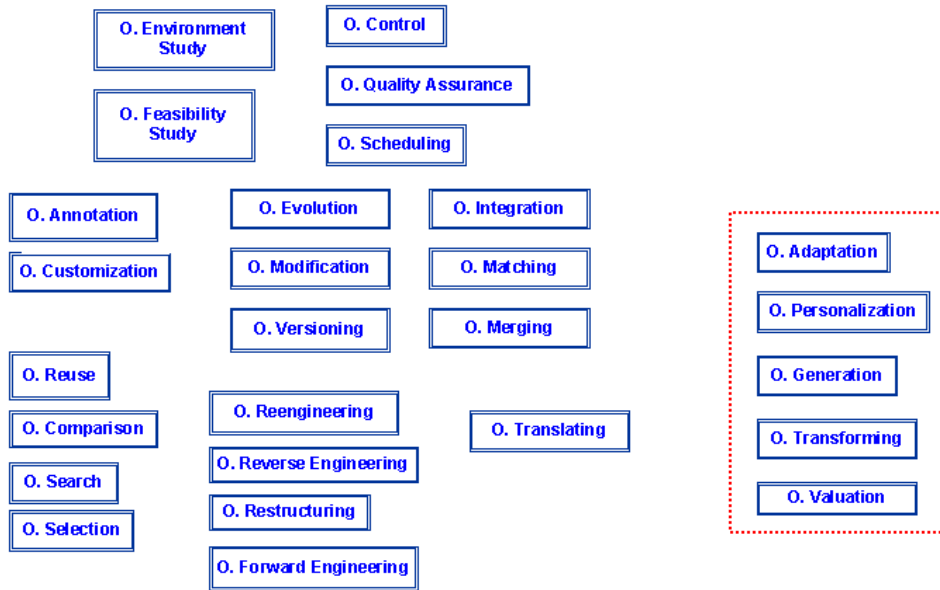 O. Environment
Study
O. Feasibility
Study
O. Control
O. Quality Assurance
O. Scheduling
O. Annotation
O. Customization
O. Evolution
O. Modification
O. Versioning
O. Integration
O. Matching
O. Merging
O. Reuse
O. Comparison
O. Search
O. Selection
O. Reengineering
O. Reverse Engineering
O. Restructuring
O. Forward Engineering
O. Translating
O. Adaptation
O. Personalization
O. Generation
O. Transforming
O. Valuation